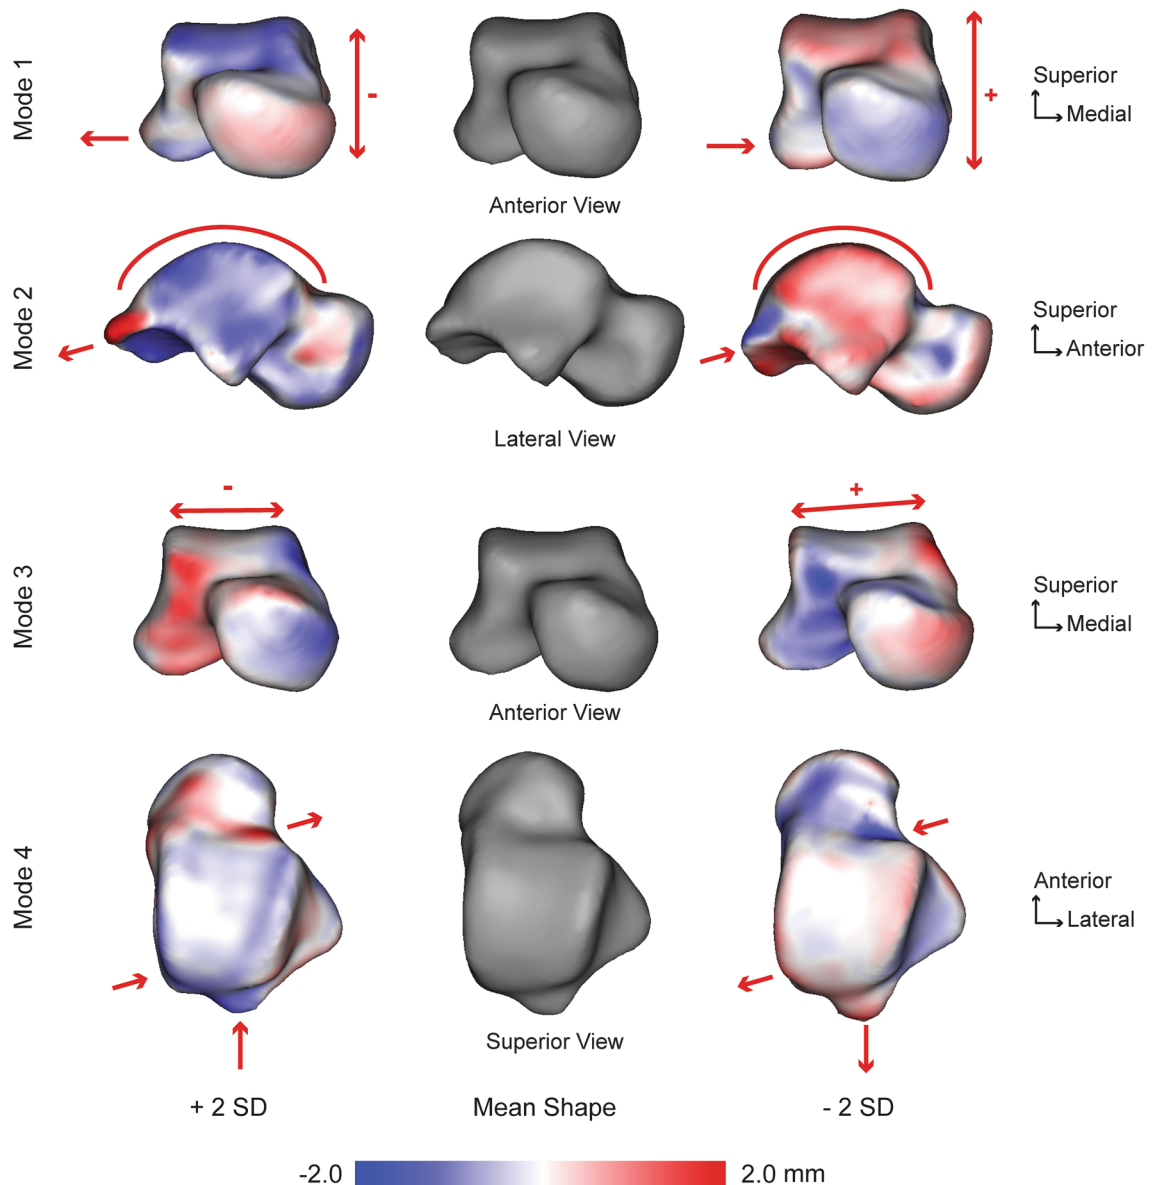 Mode 1
-
+
Superior
Medial
Anterior View
Mode 2
Superior
Anterior
Lateral View
Mode 3
-
+
Superior
Medial
Anterior View
Mode 4
Anterior
Lateral
Superior View
+ 2 SD
Mean Shape
- 2 SD
-2.0
2.0 mm